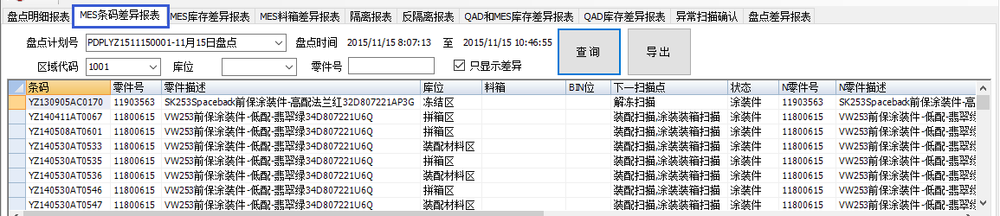 盘点明细报表 MES条码差异报表 MES库存差异报表 MES料箱差异报表 隔离报表 反隔离报表 QAD和MES库存差异报表 QAD库存差异报表 异常扫描确认 盘点差异报表
盘点计划号 PDPLYZ1511150001-11月15日盘点 盘点时间 2015/11/15 8:07:13 至 2015/11/15 10:46:55 查询 导出
区域代码 1001 库位 零件号 只显示差异
条码 零件号 零件描述 库位 料箱 BIN位 下一扫描点 状态 N零件号 N零件描述
YZ130905AC0170 11903563 SK253Spaceback前保涂装件-高配法兰红32D807221AP3G 冻结区 解冻扫描 涂装件 11903563 SK253Spaceback前保涂装件-高
YZ140411AT0067 11800615 VW253前保涂装件-低配-翡翠绿34D807221U6Q 拼箱区 装配扫描,涂装装箱扫描 涂装件 11800615 VW253前保涂装件-低配-翡翠绿
YZ140508AT0601 11800615 VW253前保涂装件-低配-翡翠绿34D807221U6Q 拼箱区 装配扫描,涂装装箱扫描 涂装件 11800615 VW253前保涂装件-低配-翡翠绿
YZ140530AT0533 11800615 VW253前保涂装件-低配-翡翠绿34D807221U6Q 装配材料区 装配扫描,涂装装箱扫描 涂装件 11800615 VW253前保涂装件-低配-翡翠绿
YZ140530AT0535 11800615 VW253前保涂装件-低配-翡翠绿34D807221U6Q 拼箱区 装配扫描,涂装装箱扫描 涂装件 11800615 VW253前保涂装件-低配-翡翠绿
YZ140530AT0536 11800615 VW253前保涂装件-低配-翡翠绿34D807221U6Q 装配材料区 装配扫描,涂装装箱扫描 涂装件 11800615 VW253前保涂装件-低配-翡翠绿
YZ140530AT0546 11800615 VW253前保涂装件-低配-翡翠绿34D807221U6Q 拼箱区 装配扫描,涂装装箱扫描 涂装件 11800615 VW253前保涂装件-低配-翡翠绿
YZ140530AT0547 11800615 VW253前保涂装件-低配-翡翠绿34D807221U6Q 装配材料区 装配扫描,涂装装箱扫描 涂装件 11800615 VW253前保涂装件-低配-翡翠绿